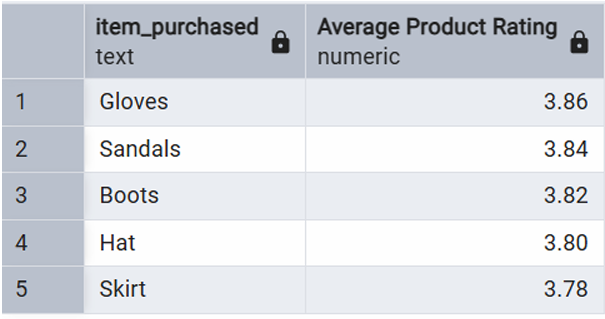 item_purchased Average Product Rating
text numeric
1 Gloves 3.86
2 Sandals 3.84
3 Boots 3.82
4 Hat 3.80
5 Skirt 3.78